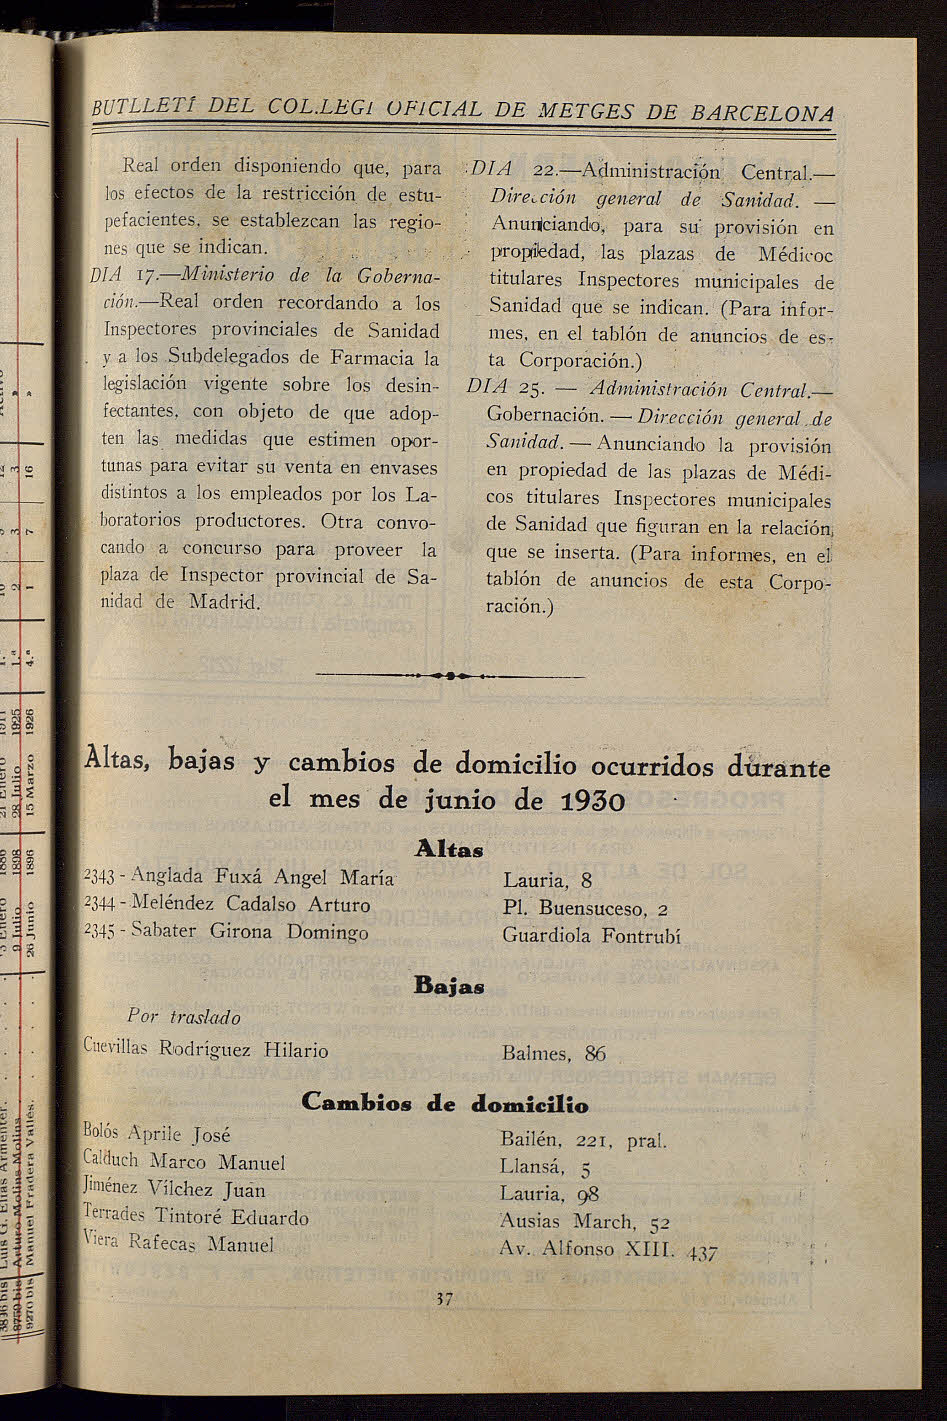 BUTLLETÍ DEL COL.LEGI OFICIAL DE METGES DE BARCELONA
Real orden disponiendo que, para
los efectos de la restricción de estu-
pefacientes, se establezcan las regio-
nes que se indican.
DIA 17.—Ministerio de la Goberna-
ción.—Real orden recordando a los
Inspectores provinciales de Sanidad
y a los Subdelegados de Farmacia la
legislación vigente sobre los desin-
fectantes, con objeto de que adop-
ten las medidas que estimen opor-
tunas para evitar su venta en envases
distintos a los empleados por los La-
boratorios productores. Otra convo-
cando a concurso para proveer la
plaza de Inspector provincial de Sa-
nidad de Madrid.
DIA 22.—Administración Central.—
Dirección general de Sanidad. —
Anunciando, para su provisión en
propiedad, las plazas de Médicoc
titulares Inspectores municipales de
Sanidad que se indican. (Para infor-
mes, en el tablón de anuncios de es-
ta Corporación.)
DIA 25. — Administración Central.—
Gobernación. — Dirección general de
Sanidad. — Anunciando la provisión
en propiedad de las plazas de Médi-
cos titulares Inspectores municipales
de Sanidad que figuran en la relación,
que se inserta. (Para informes, en el
tablón de anuncios de esta Corpo-
ración.)
Altas, bajas y cambios de domicilio ocurridos durante
el mes de junio de 1930
Altas
2343 - Anglada Fuxá Angel María Lauria, 8
2344 - Meléndez Cadalso Arturo Pl. Buensuceso, 2
2345 - Sabater Girona Domingo Guardiola Fontrubí
Bajas
Por traslado
Cuevillas Rodríguez Hilario Balmes, 86
Cambios de domicilio
Bolós Aprile José Bailén, 221, pral.
Calduch Marco Manuel Llansá, 5
Jiménez Vílchez Juan Lauria, 98
Terrades Tintoré Eduardo Ausias March, 52
Viera Rafecas Manuel Av. Alfonso XIII, 437
37